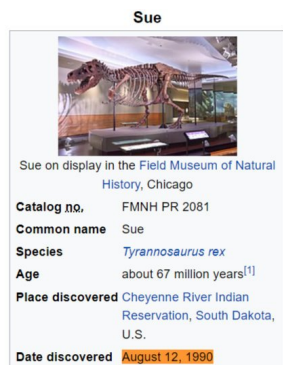 Sue
Sue on display in the Field Museum of Natural
History, Chicago
Catalog no. FMNH PR 2081
Common name Sue
Species Tyrannosaurus rex
Age about 67 million years[1]
Place discovered Cheyenne River Indian
Reservation, South Dakota,
U.S.
Date discovered August 12, 1990